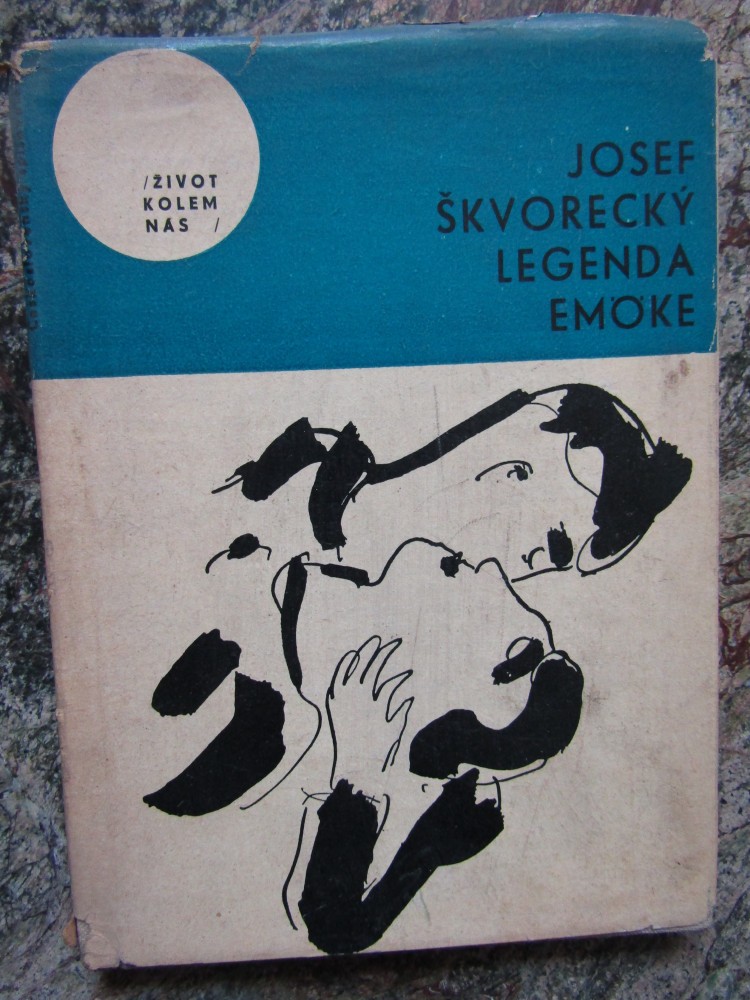 /ŽIVOT
KOLEM
NÁS /
JOSEF
ŠKVORECKÝ
LEGENDA
EMÖKE